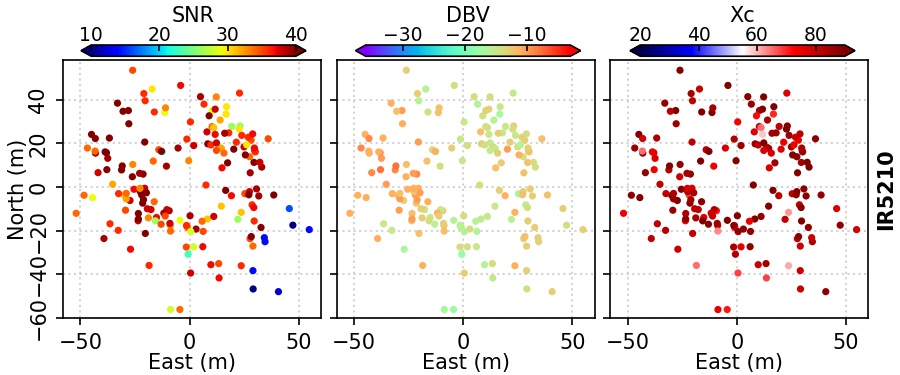 SNR DBV Xc
10 20 30 40 −30 −20 −10 20 40 60 80
40
20
0
−20
−40
−60
North (m)
IR5210
−50 0 50 −50 0 50 −50 0 50
East (m) East (m) East (m)